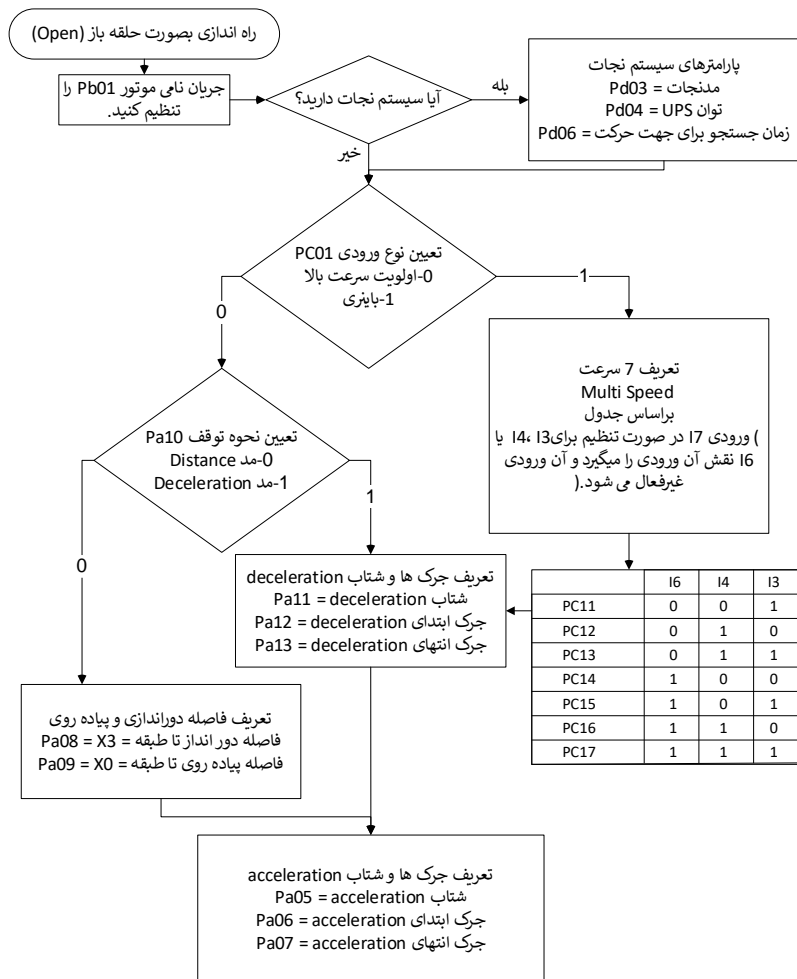 راه اندازی بصورت حلقه باز (Open)
جریان نامی موتور Pb01 را
تنظیم کنید.
آیا سیستم نجات دارید؟
بله
خیر
پارامترهای سیستم نجات
مدنجات = Pd03
توان UPS = Pd04
زمان جستجو برای جهت حرکت = Pd06
تعیین نوع ورودی PC01
0-اولویت سرعت بالا
1-باینری
0
1
تعریف 7 سرعت
Multi Speed
براساس جدول
) ورودی I7 در صورت تنظیم برای I4، I3 یا
I6 نقش آن ورودی را میگیرد و آن ورودی
غیرفعال می شود.(
تعیین نحوه توقف Pa10
0-مد Distance
1-مد Deceleration
1
0
I6 I4 I3
PC11 0 0 1
PC12 0 1 0
PC13 0 1 1
PC14 1 0 0
PC15 1 0 1
PC16 1 1 0
PC17 1 1 1
تعریف جرک ها و شتاب deceleration
شتاب Pa11 = deceleration
جرک ابتدای Pa12 = deceleration
جرک انتهای Pa13 = deceleration
تعریف فاصله دوراندازی و پیاده روی
فاصله دور انداز تا طبقه = Pa08 = X3
فاصله پیاده روی تا طبقه = Pa09 = X0
تعریف جرک ها و شتاب acceleration
شتاب Pa05 = acceleration
جرک ابتدای Pa06 = acceleration
جرک انتهای Pa07 = acceleration